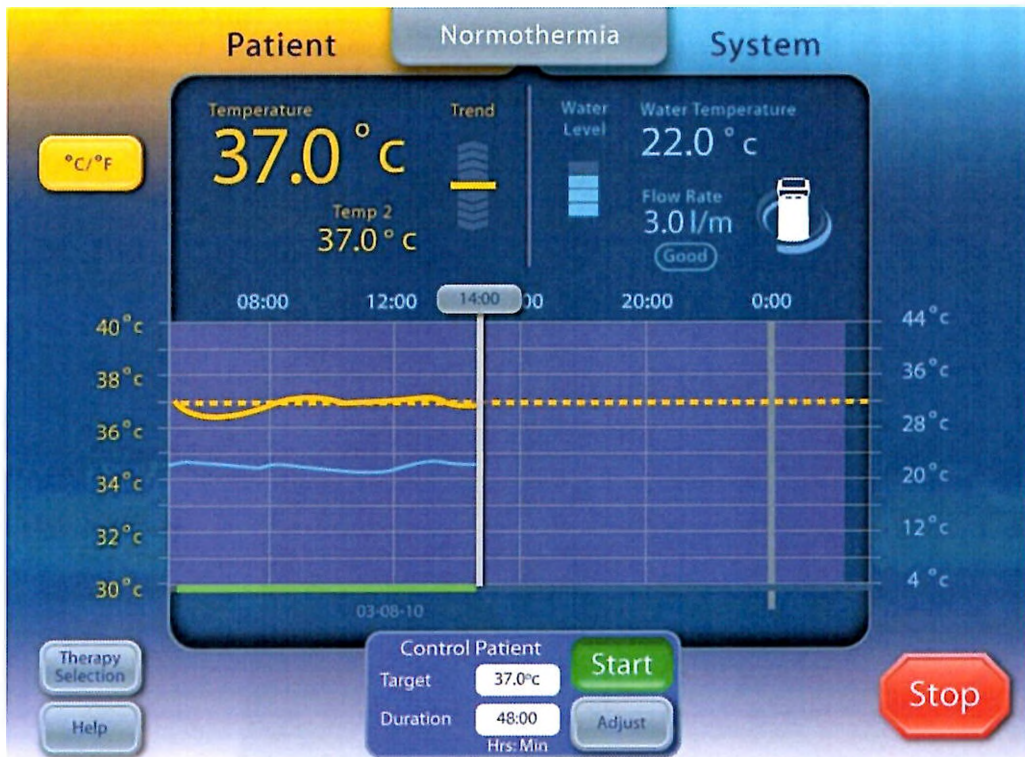 Patient
Normothermia
System
°C/°F
Temperature
37.0 °c
Trend
Temp 2
37.0 ° c
Water
Level
Water Temperature
22.0 ° c
Flow Rate
3.0 l/m
Good
08:00 12:00 14:00 :00 20:00 0:00
40°c 44°c
38°c 36°c
36°c 28°c
34°c 20°c
32°c 12°c
30°c 4 °c
03-08-10
Therapy
Selection
Help
Control Patient
Target 37.0°c
Duration 48:00
Hrs: Min
Start
Adjust
Stop